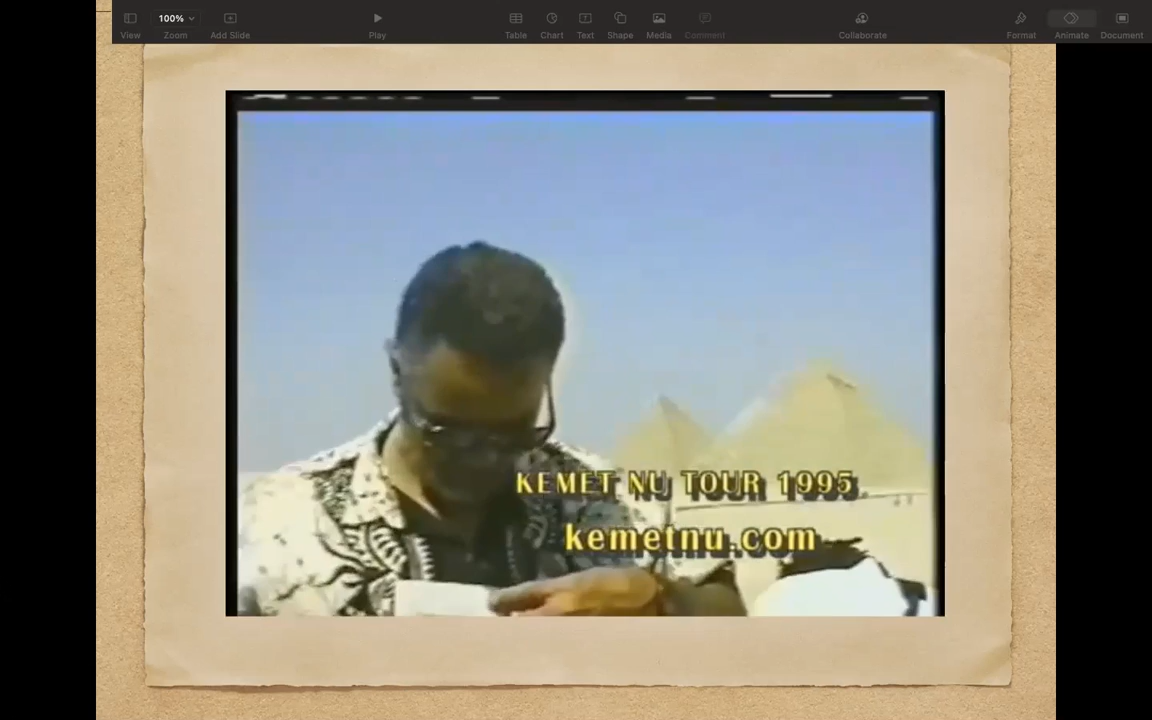 100%
View
Zoom
Add Slide
Play
Table
Chart
Text
Shape
Media
Comment
Collaborate
Format
Animate
Document
KEMET NU TOUR 1995
kemetnu.com